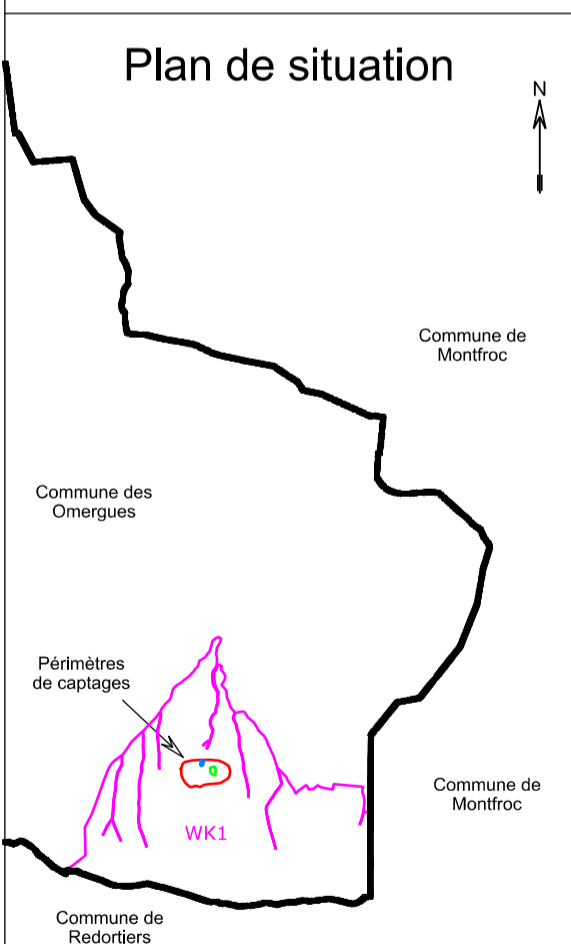 Plan de situation
N
Commune de
Montfroc
Commune des
Omergues
Périmètres
de captages
Commune de
Montfroc
WK1
Commune de
Redortiers